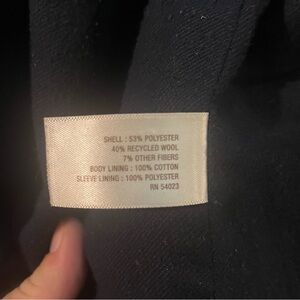 SHELL : 53% POLYESTER
40% RECYCLED WOOL
7% OTHER FIBERS
BODY LINING : 100% COTTON
SLEEVE LINING : 100% POLYESTER
RN 54023